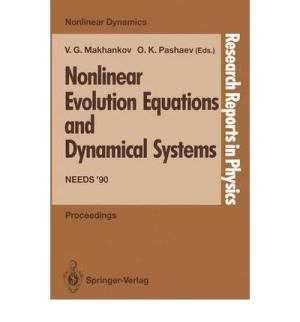 Nonlinear Dynamics
V. G. Makhankov O. K. Pashaev (Eds.)
Nonlinear
Evolution Equations
and
Dynamical Systems
NEEDS '90
Proceedings
Springer-Verlag
Research Reports in Physics